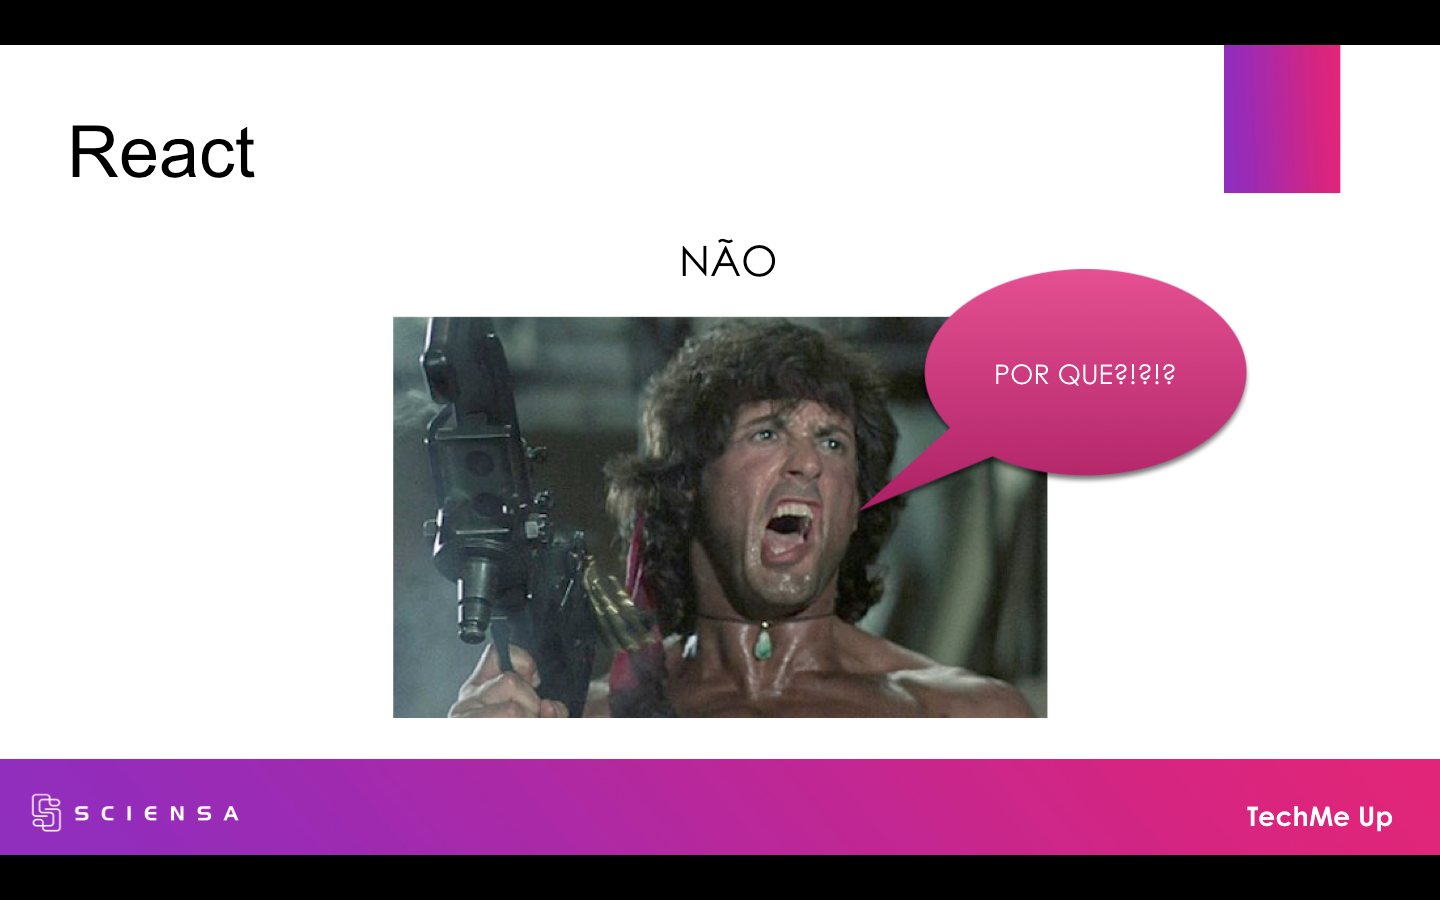 React
NÃO
POR QUE?!?!?
SCIENSA
TechMe Up